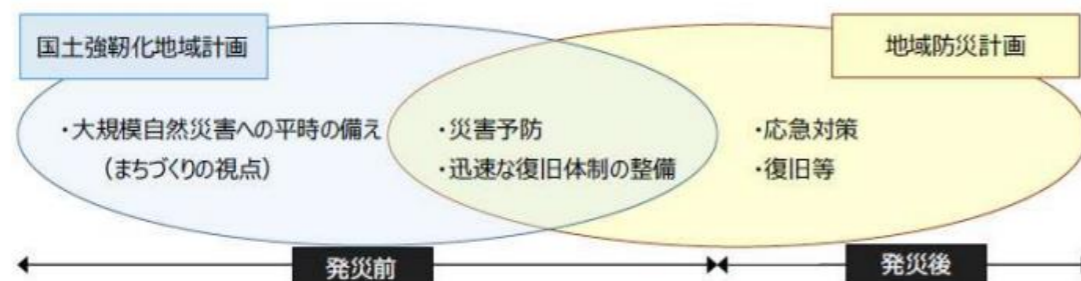 国土強靭化地域計画
地域防災計画
・大規模自然災害への平時の備え
（まちづくりの視点）
・災害予防
・迅速な復旧体制の整備
・応急対策
・復旧等
発災前
発災後